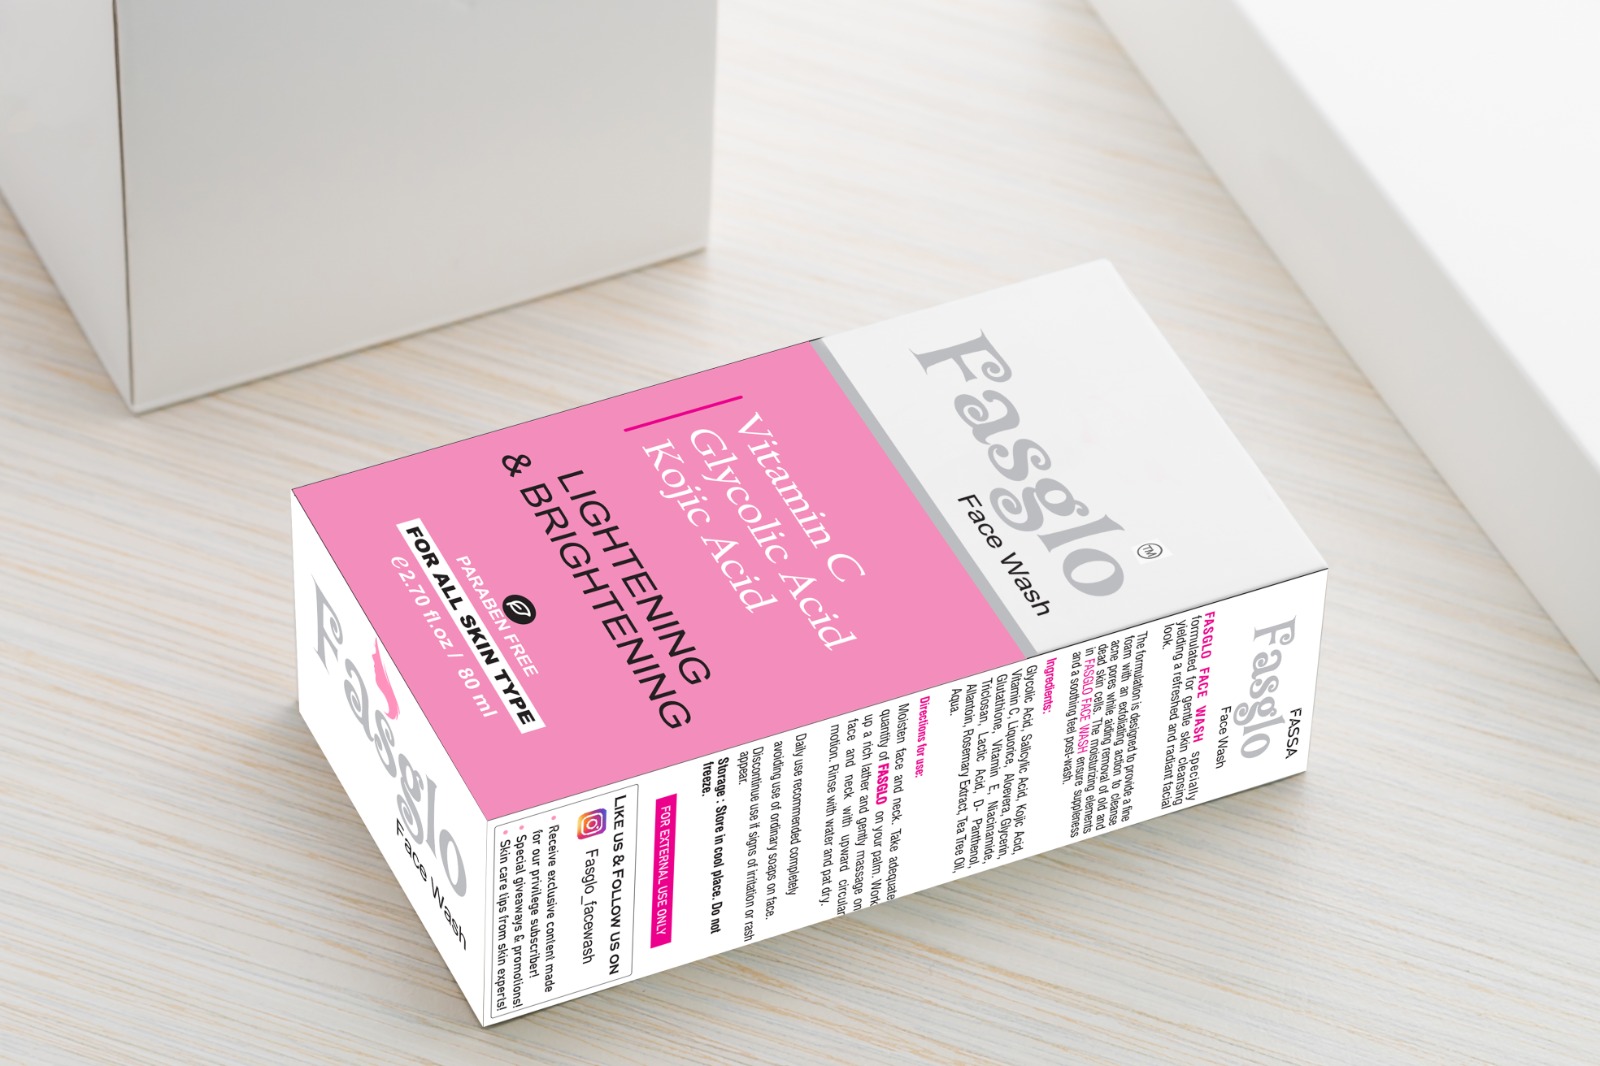 Fasglo
TM
Face Wash
Vitamin C
Glycolic Acid
Kojic Acid
LIGHTENING
& BRIGHTENING
PARABEN FREE
FOR ALL SKIN TYPE
e2.70 fl.oz / 80 ml
FASSA
Fasglo
Face Wash
FASGLO FACE WASH specially
formulated for gentle skin cleansing
yielding a refreshed and radiant facial
look.
The formulation is designed to provide a fine
foam with an exfoliating action to cleanse
acne pores while aiding removal of old and
dead skin cells. The moisturizing elements
in FASGLO FACE WASH ensure suppleness
and a soothing feel post-wash.
Ingredients:
Glycolic Acid, Salicylic Acid, Kojic Acid,
Vitamin C, Liquorice, Aloevera, Glycerin,
Glutathione, Vitamin E, Niacinamide,
Triclosan, Lactic Acid, D- Panthenol,
Allantoin, Rosemary Extract, Tea Tree Oil,
Aqua.
Directions for use:
Moisten face and neck. Take adequate
quantity of FASGLO on your palm. Work
up a rich lather and gently massage on
face and neck with upward circular
motion. Rinse with water and pat dry.
Daily use recommended completely
avoiding use of ordinary soaps on face.
Discontinue use if signs of irritation or rash
appear.
Storage : Store in cool place. Do not
freeze.
FOR EXTERNAL USE ONLY
LIKE US & FOLLOW US ON
Fasglo_facewash
• Receive exclusive content made
for our privilege subscriber!
• Special giveaways & promotions!
• Skin care tips from skin experts!
Fasglo
Face Wash